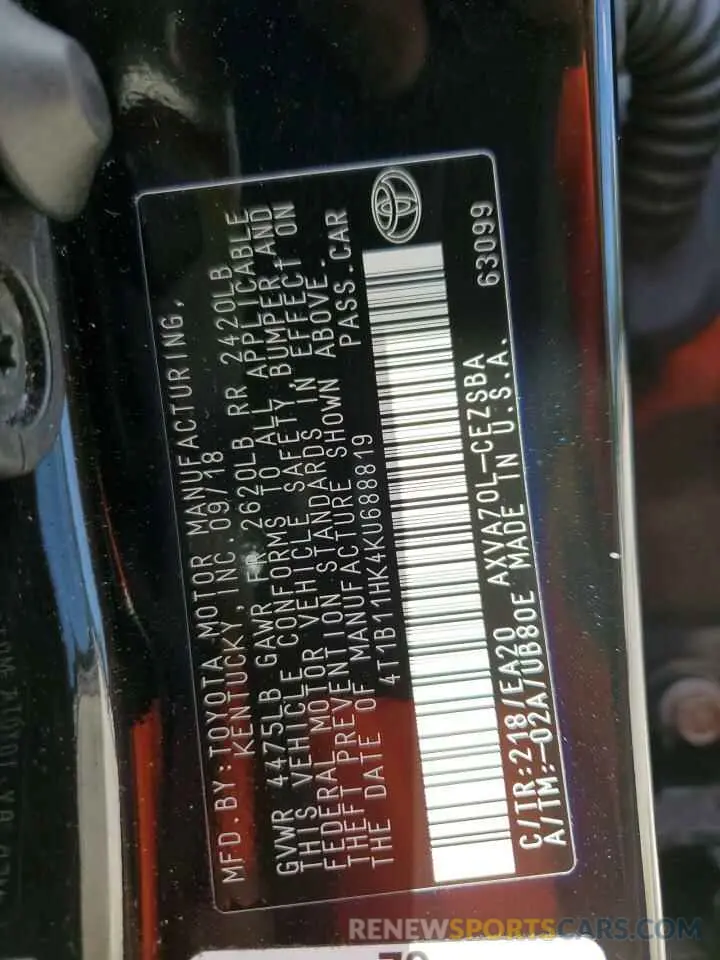 MFD.BY:TOYOTA MOTOR MANUFACTURING,
KENTUCKY,INC.09/18
GVWR 4475LB GAWR FR 2620LB RR 2420LB
THIS VEHICLE CONFORMS TO ALL APPLICABLE
FEDERAL MOTOR VEHICLE SAFETY,BUMPER,AND
THEFT PREVENTION STANDARDS IN EFFECT ON
THE DATE OF MANUFACTURE SHOWN ABOVE.
4T1B11HK4KU688819 PASS.CAR
C/TR:218/EA20 AXVA70L-CEZSBA 63099
A/TM:-02A/UB80E MADE IN U.S.A.
RENEWSPORTSCARS.COM